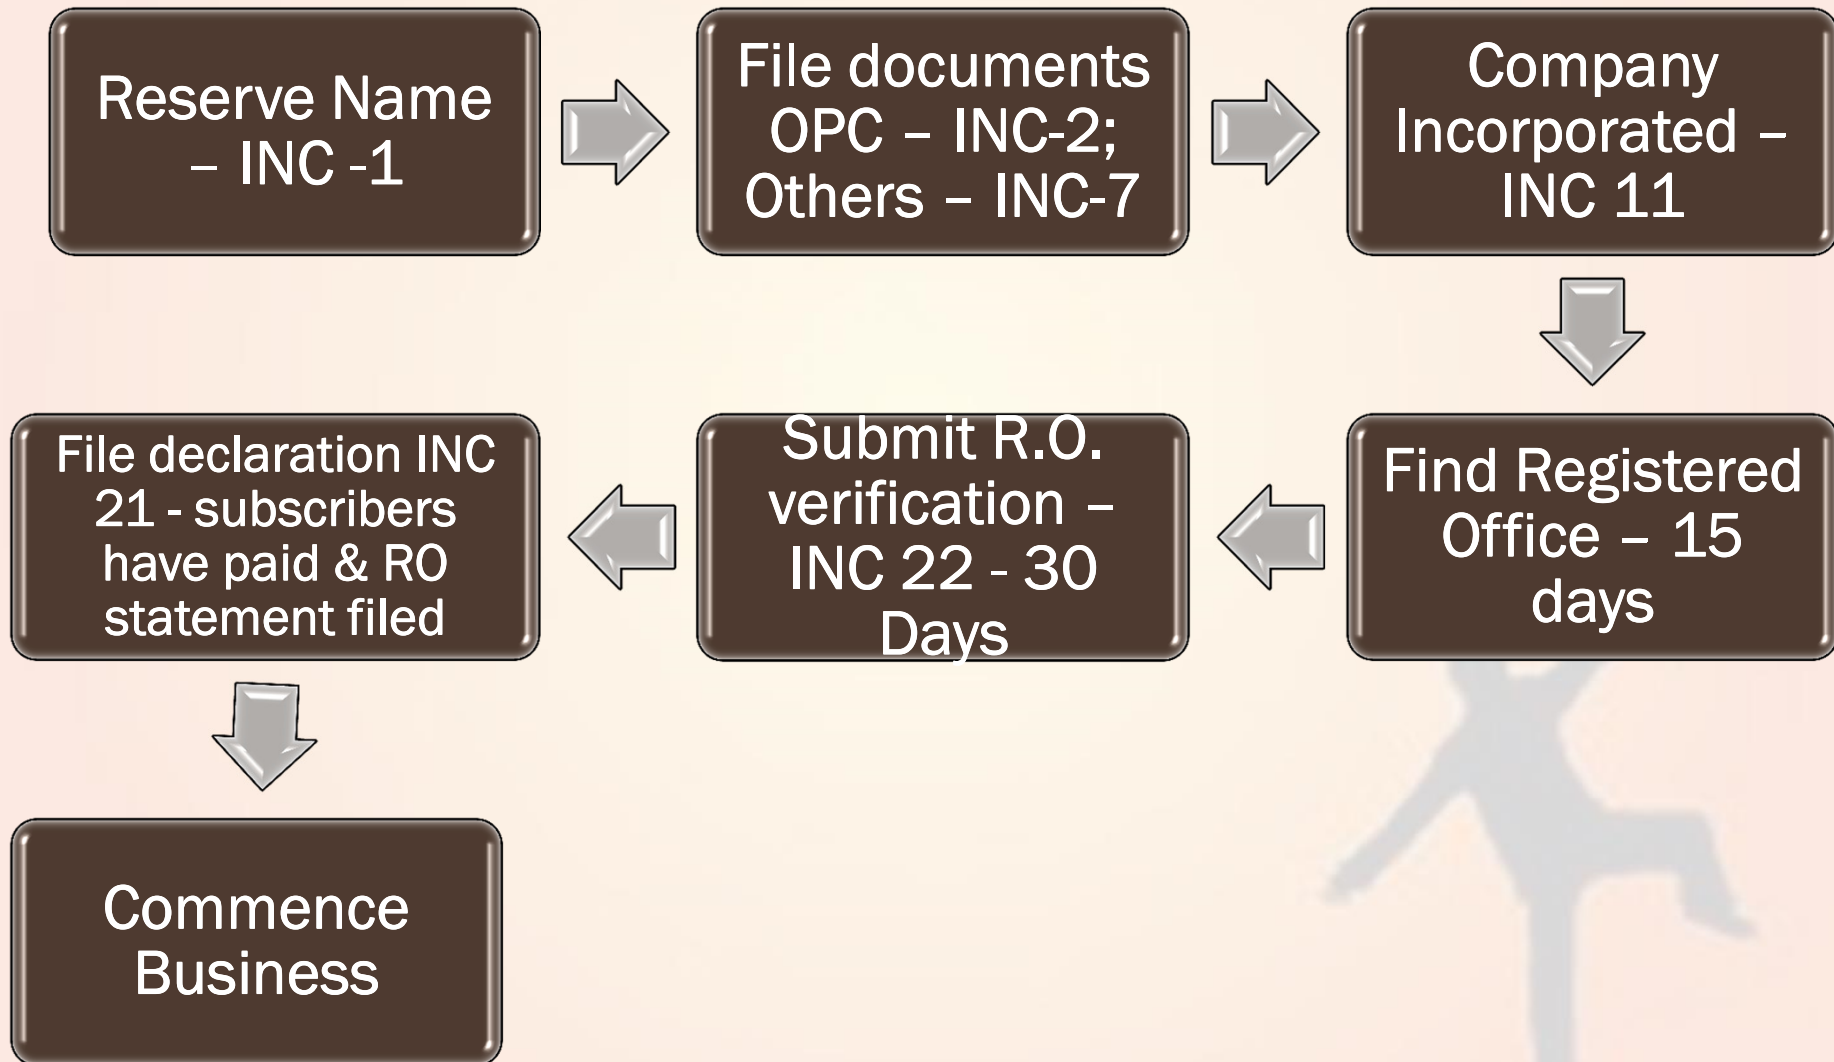 Reserve Name
– INC -1
File documents
OPC – INC-2;
Others – INC-7
Company
Incorporated –
INC 11
Find Registered
Office – 15
days
Submit R.O.
verification –
INC 22 - 30
Days
File declaration INC
21 - subscribers
have paid & RO
statement filed
Commence
Business